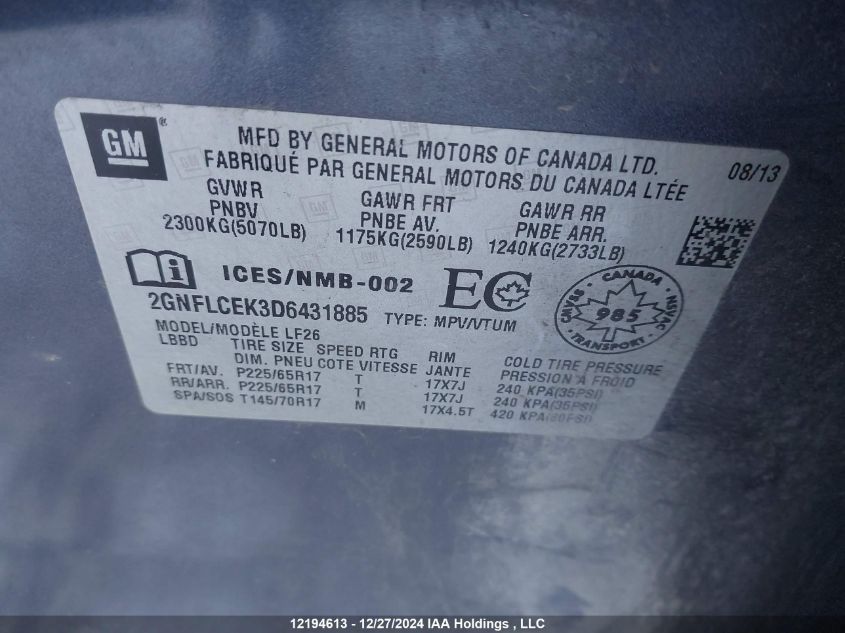 GM
MFD BY GENERAL MOTORS OF CANADA LTD. 08/13
FABRIQUÉ PAR GENERAL MOTORS DU CANADA LTÉE
GVWR GAWR FRT GAWR RR
PNBV PNBE AV. PNBE ARR.
2300KG(5070LB) 1175KG(2590LB) 1240KG(2733LB)
i ICES/NMB-002 EC
CANADA
SVAMC 985 NSVAC
TRANSPORT
2GNFLCEK3D6431885 TYPE: MPV/VTUM
MODEL/MODÈLE LF26
LBBD TIRE SIZE SPEED RTG RIM COLD TIRE PRESSURE
DIM. PNEU COTE VITESSE JANTE PRESSION A FROID
FRT/AV. P225/65R17 T 17X7J 240 KPA(35PSI)
RR/ARR. P225/65R17 T 17X7J 240 KPA(35PSI)
SPA/SOS T145/70R17 M 17X4.5T 420 KPA(60PSI)
12194613 - 12/27/2024 IAA Holdings , LLC